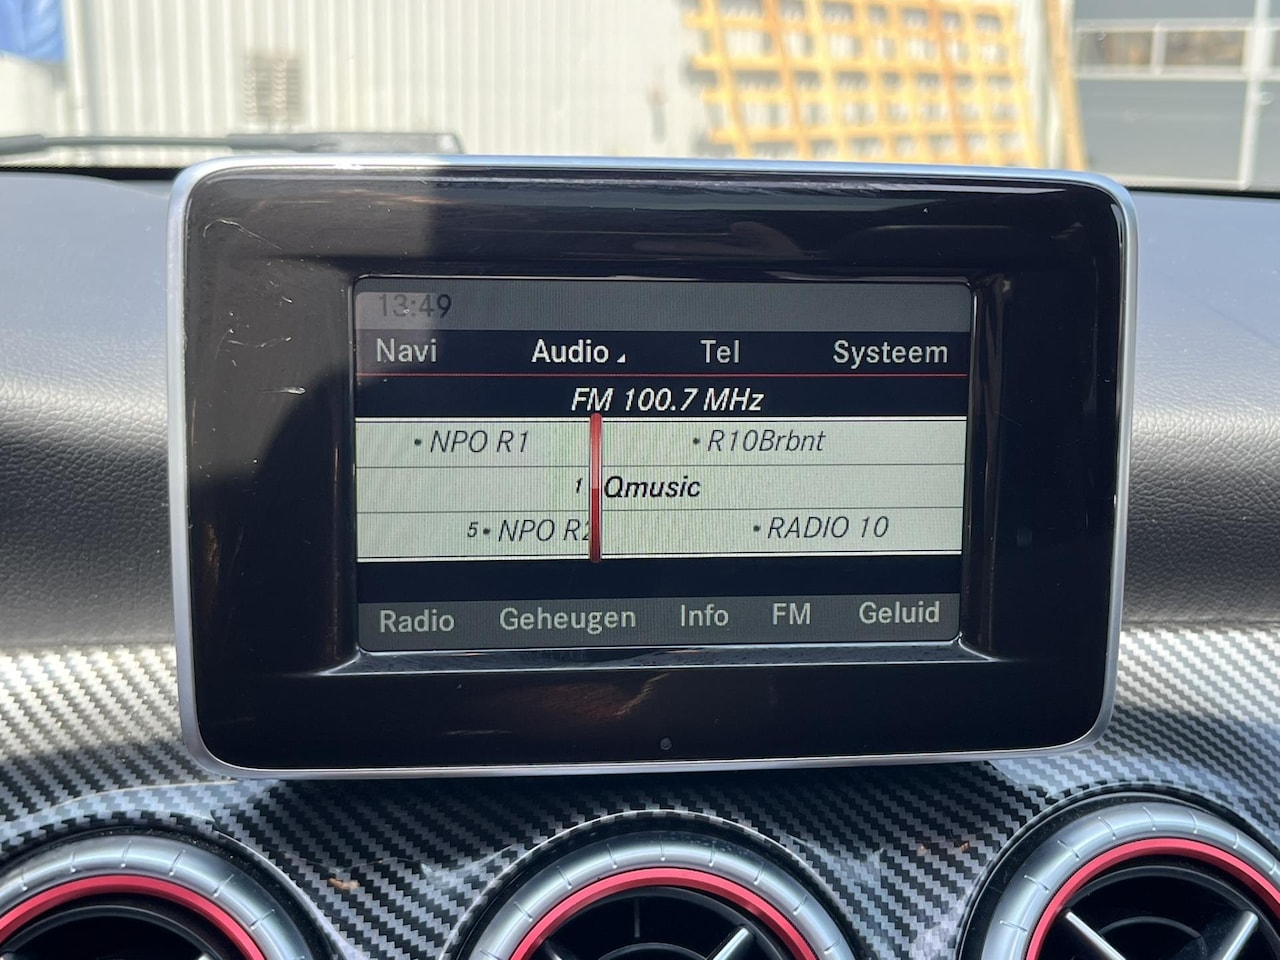 13:49
Navi Audio Tel Systeem
FM 100.7 MHz
• NPO R1 • R10Brbnt
1 Qmusic
5 • NPO R2 • RADIO 10
Radio Geheugen Info FM Geluid